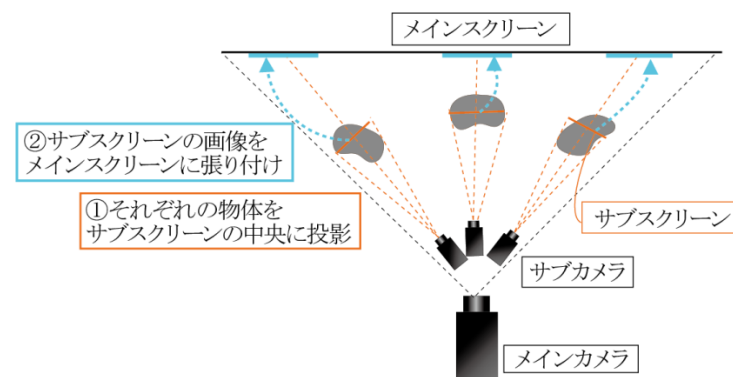 メインスクリーン
②サブスクリーンの画像を
メインスクリーンに張り付け
①それぞれの物体を
サブスクリーンの中央に投影
サブスクリーン
サブカメラ
メインカメラ